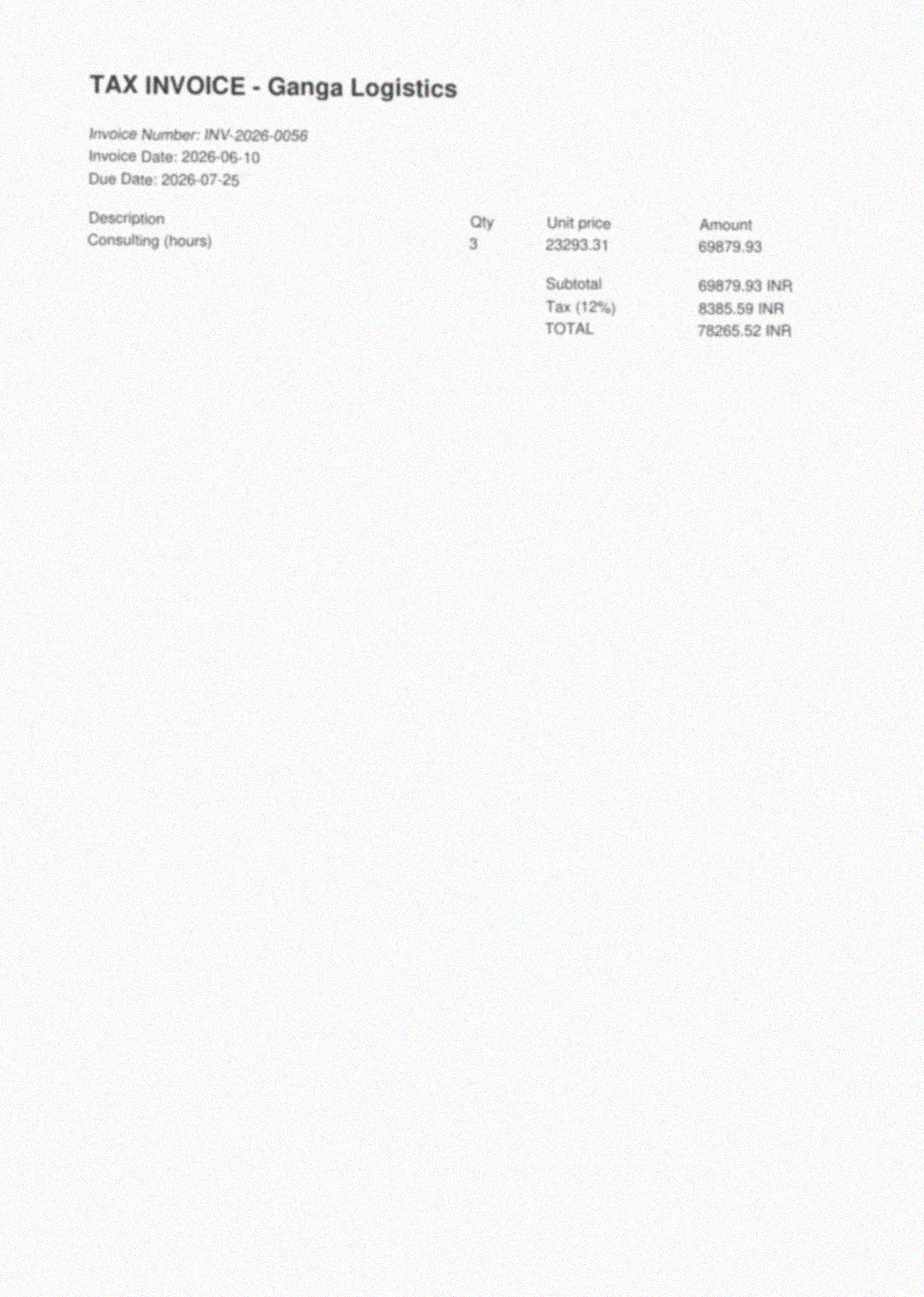 TAX INVOICE - Ganga Logistics
Invoice Number: INV-2026-0056
Invoice Date: 2026-06-10
Due Date: 2026-07-25
Description Qty Unit price Amount
Consulting (hours) 3 23293.31 69879.93
Subtotal 69879.93 INR
Tax (12%) 8385.59 INR
TOTAL 78265.52 INR